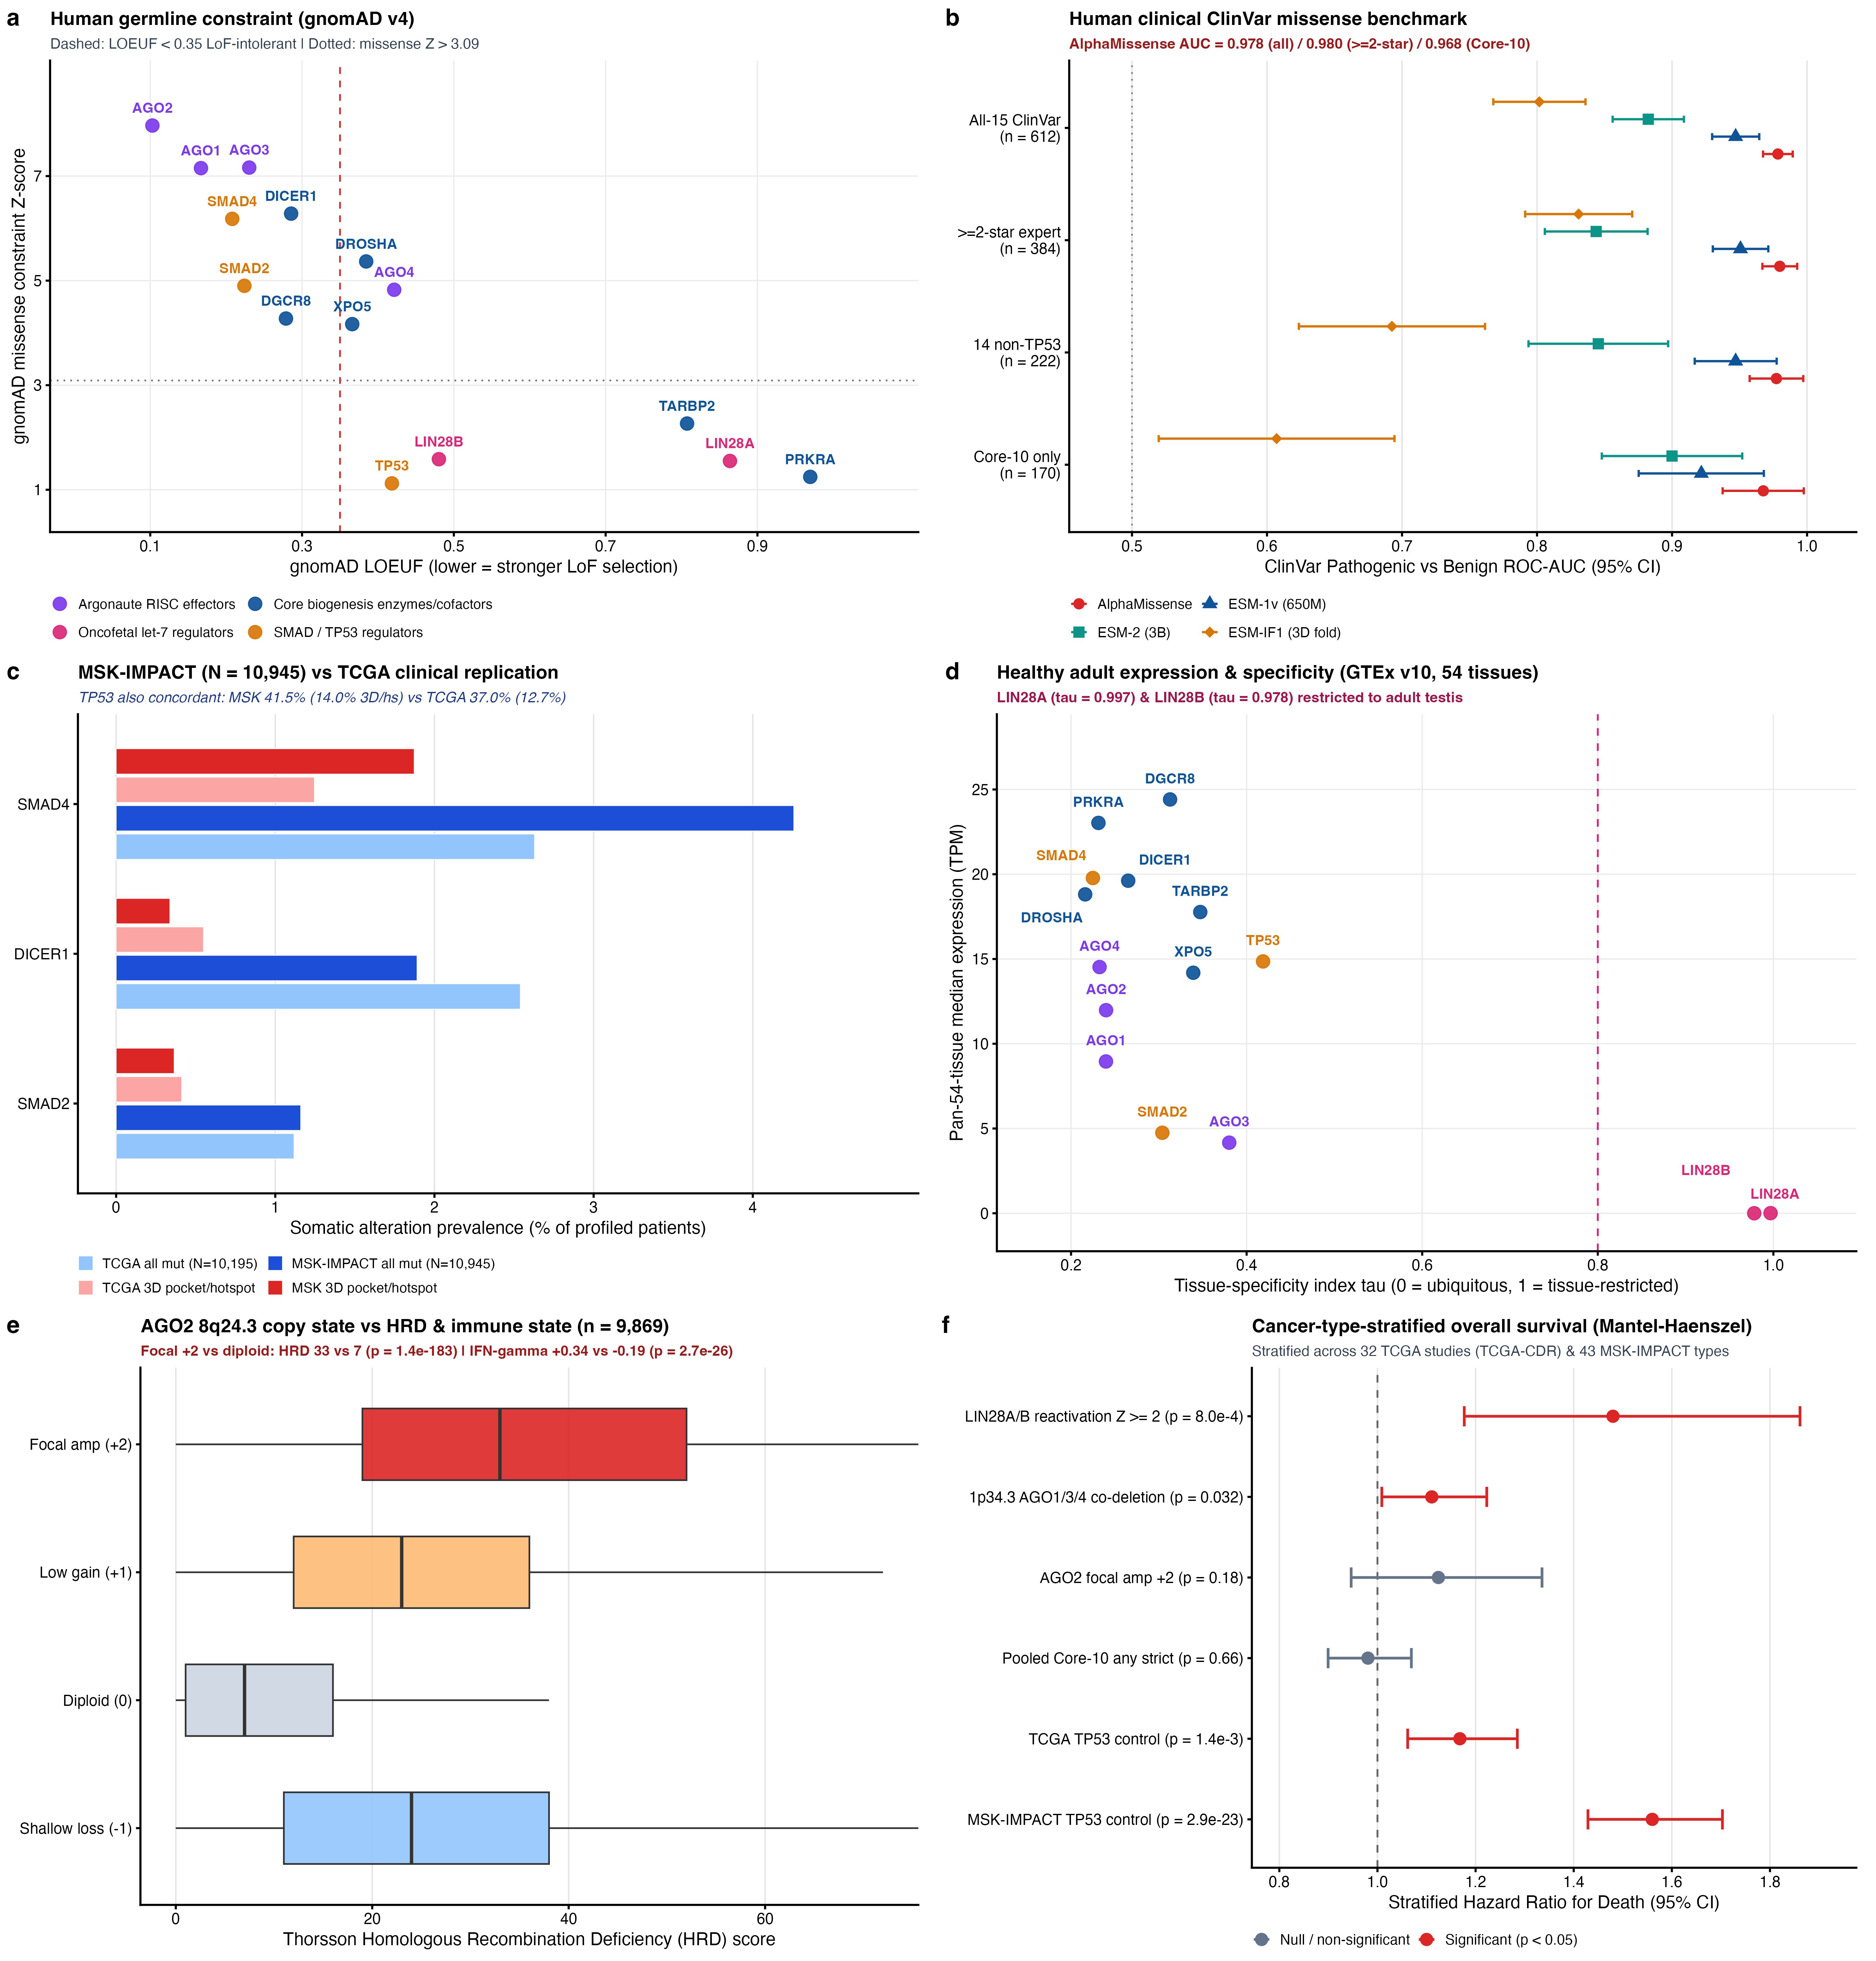 a
Human germline constraint (gnomAD v4)
Dashed: LOEUF < 0.35 LoF-intolerant | Dotted: missense Z > 3.09
gnomAD missense constraint Z-score
7
5
3
1
AGO2
AGO1
AGO3
SMAD4
DICER1
DROSHA
SMAD2
AGO4
DGCR8
XPO5
TARBP2
LIN28B
LIN28A
TP53
PRKRA
0.1
0.3
0.5
0.7
0.9
gnomAD LOEUF (lower = stronger LoF selection)
Argonaute RISC effectors
Core biogenesis enzymes/cofactors
Oncofetal let-7 regulators
SMAD / TP53 regulators
b
Human clinical ClinVar missense benchmark
AlphaMissense AUC = 0.978 (all) / 0.980 (>=2-star) / 0.968 (Core-10)
All-15 ClinVar
(n = 612)
>=2-star expert
(n = 384)
14 non-TP53
(n = 222)
Core-10 only
(n = 170)
0.5
0.6
0.7
0.8
0.9
1.0
ClinVar Pathogenic vs Benign ROC-AUC (95% CI)
AlphaMissense
ESM-1v (650M)
ESM-2 (3B)
ESM-IF1 (3D fold)
c
MSK-IMPACT (N = 10,945) vs TCGA clinical replication
TP53 also concordant: MSK 41.5% (14.0% 3D/hs) vs TCGA 37.0% (12.7%)
SMAD4
DICER1
SMAD2
0
1
2
3
4
Somatic alteration prevalence (% of profiled patients)
TCGA all mut (N=10,195)
MSK-IMPACT all mut (N=10,945)
TCGA 3D pocket/hotspot
MSK 3D pocket/hotspot
d
Healthy adult expression & specificity (GTEx v10, 54 tissues)
LIN28A (tau = 0.997) & LIN28B (tau = 0.978) restricted to adult testis
Pan-54-tissue median expression (TPM)
25
20
15
10
5
0
DGCR8
PRKRA
SMAD4
DICER1
TARBP2
DROSHA
AGO4
TP53
XPO5
AGO2
AGO1
SMAD2
AGO3
LIN28B
LIN28A
0.2
0.4
0.6
0.8
1.0
Tissue-specificity index tau (0 = ubiquitous, 1 = tissue-restricted)
e
AGO2 8q24.3 copy state vs HRD & immune state (n = 9,869)
Focal +2 vs diploid: HRD 33 vs 7 (p = 1.4e-183) | IFN-gamma +0.34 vs -0.19 (p = 2.7e-26)
Focal amp (+2)
Low gain (+1)
Diploid (0)
Shallow loss (-1)
0
20
40
60
Thorsson Homologous Recombination Deficiency (HRD) score
f
Cancer-type-stratified overall survival (Mantel-Haenszel)
Stratified across 32 TCGA studies (TCGA-CDR) & 43 MSK-IMPACT types
LIN28A/B reactivation Z >= 2 (p = 8.0e-4)
1p34.3 AGO1/3/4 co-deletion (p = 0.032)
AGO2 focal amp +2 (p = 0.18)
Pooled Core-10 any strict (p = 0.66)
TCGA TP53 control (p = 1.4e-3)
MSK-IMPACT TP53 control (p = 2.9e-23)
0.8
1.0
1.2
1.4
1.6
1.8
Stratified Hazard Ratio for Death (95% CI)
Null / non-significant
Significant (p < 0.05)